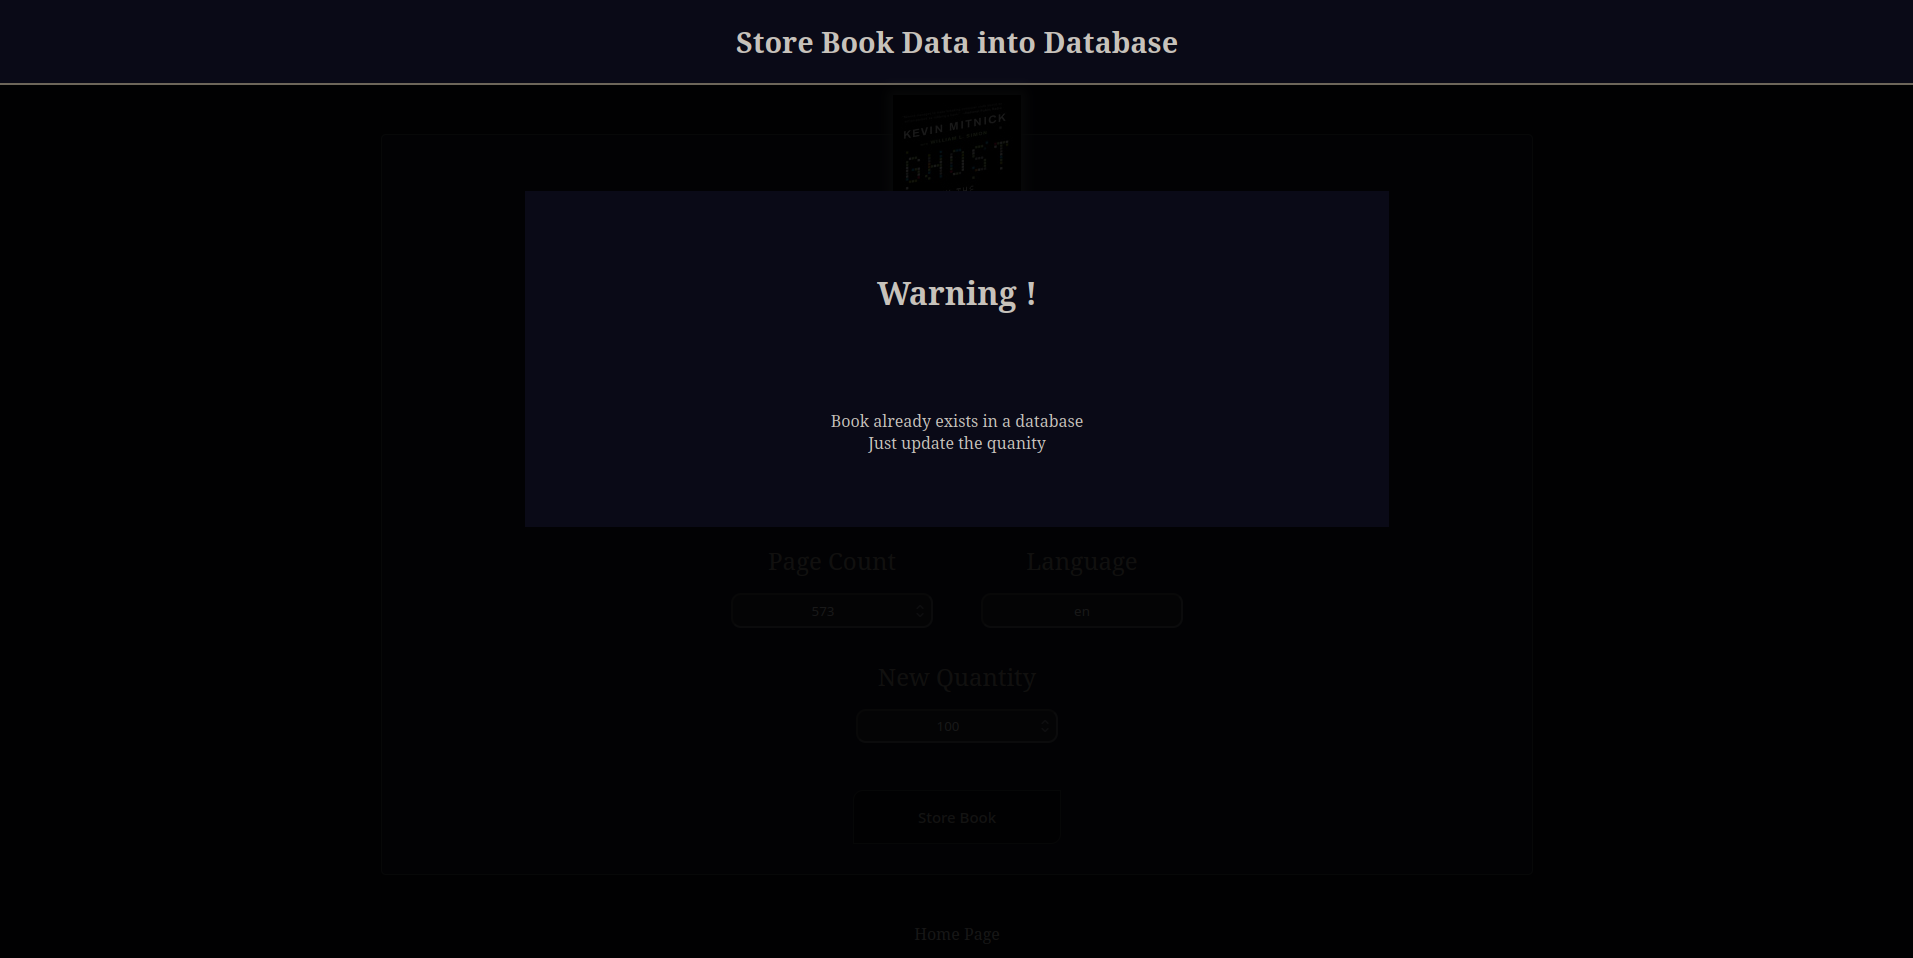 Store Book Data into Database
KEVIN MITNICK
GHOST
THE
Warning !
Book already exists in a database
Just update the quanity
Page Count
Language
573
en
New Quantity
100
Store Book
Home Page